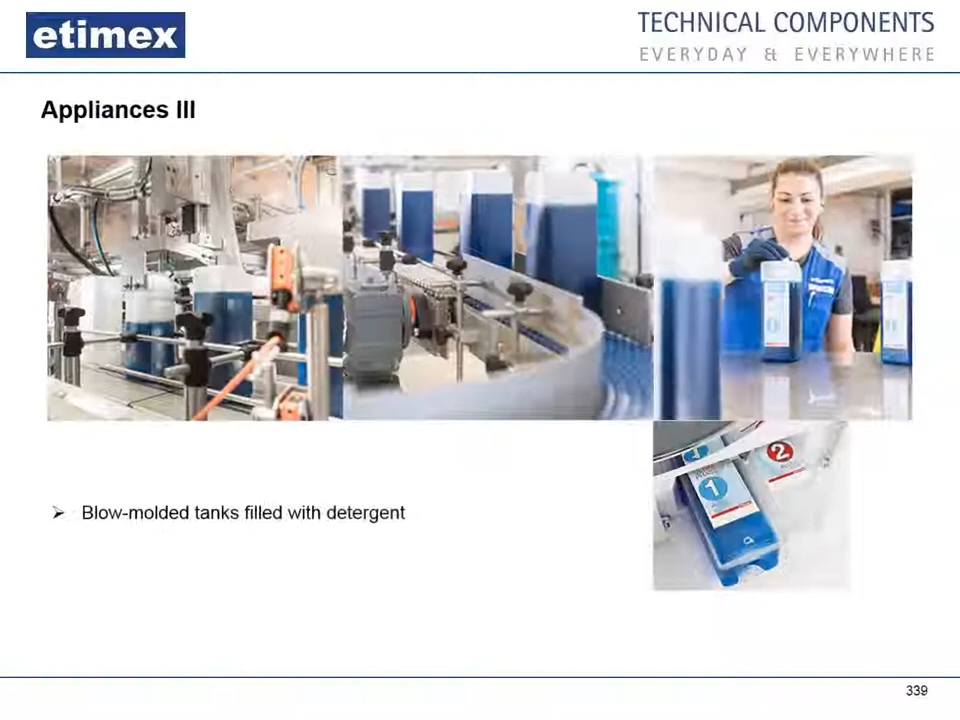 etimex
TECHNICAL COMPONENTS
EVERYDAY & EVERYWHERE
Appliances III
1
2
➢ Blow-molded tanks filled with detergent
339